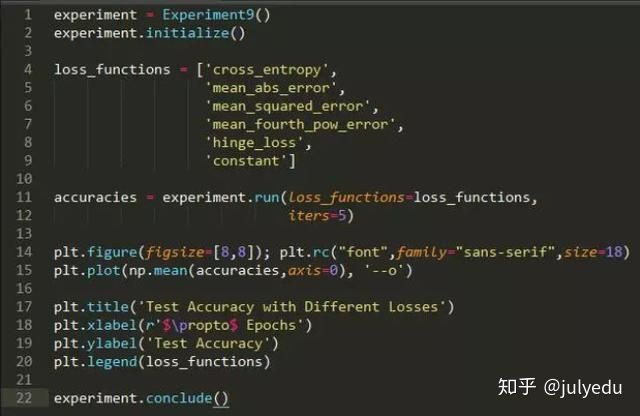 1 experiment = Experiment9()
2 experiment.initialize()
3
4 loss_functions = ['cross_entropy',
5 'mean_abs_error',
6 'mean_squared_error',
7 'mean_fourth_pow_error',
8 'hinge_loss',
9 'constant']
10
11 accuracies = experiment.run(loss_functions=loss_functions,
12 iters=5)
13
14 plt.figure(figsize=[8,8]); plt.rc("font",family="sans-serif",size=18)
15 plt.plot(np.mean(accuracies,axis=0), '--o')
16
17 plt.title('Test Accuracy with Different Losses')
18 plt.xlabel(r'$\propto$ Epochs')
19 plt.ylabel('Test Accuracy')
20 plt.legend(loss_functions)
21
22 experiment.conclude()
知乎 @julyedu